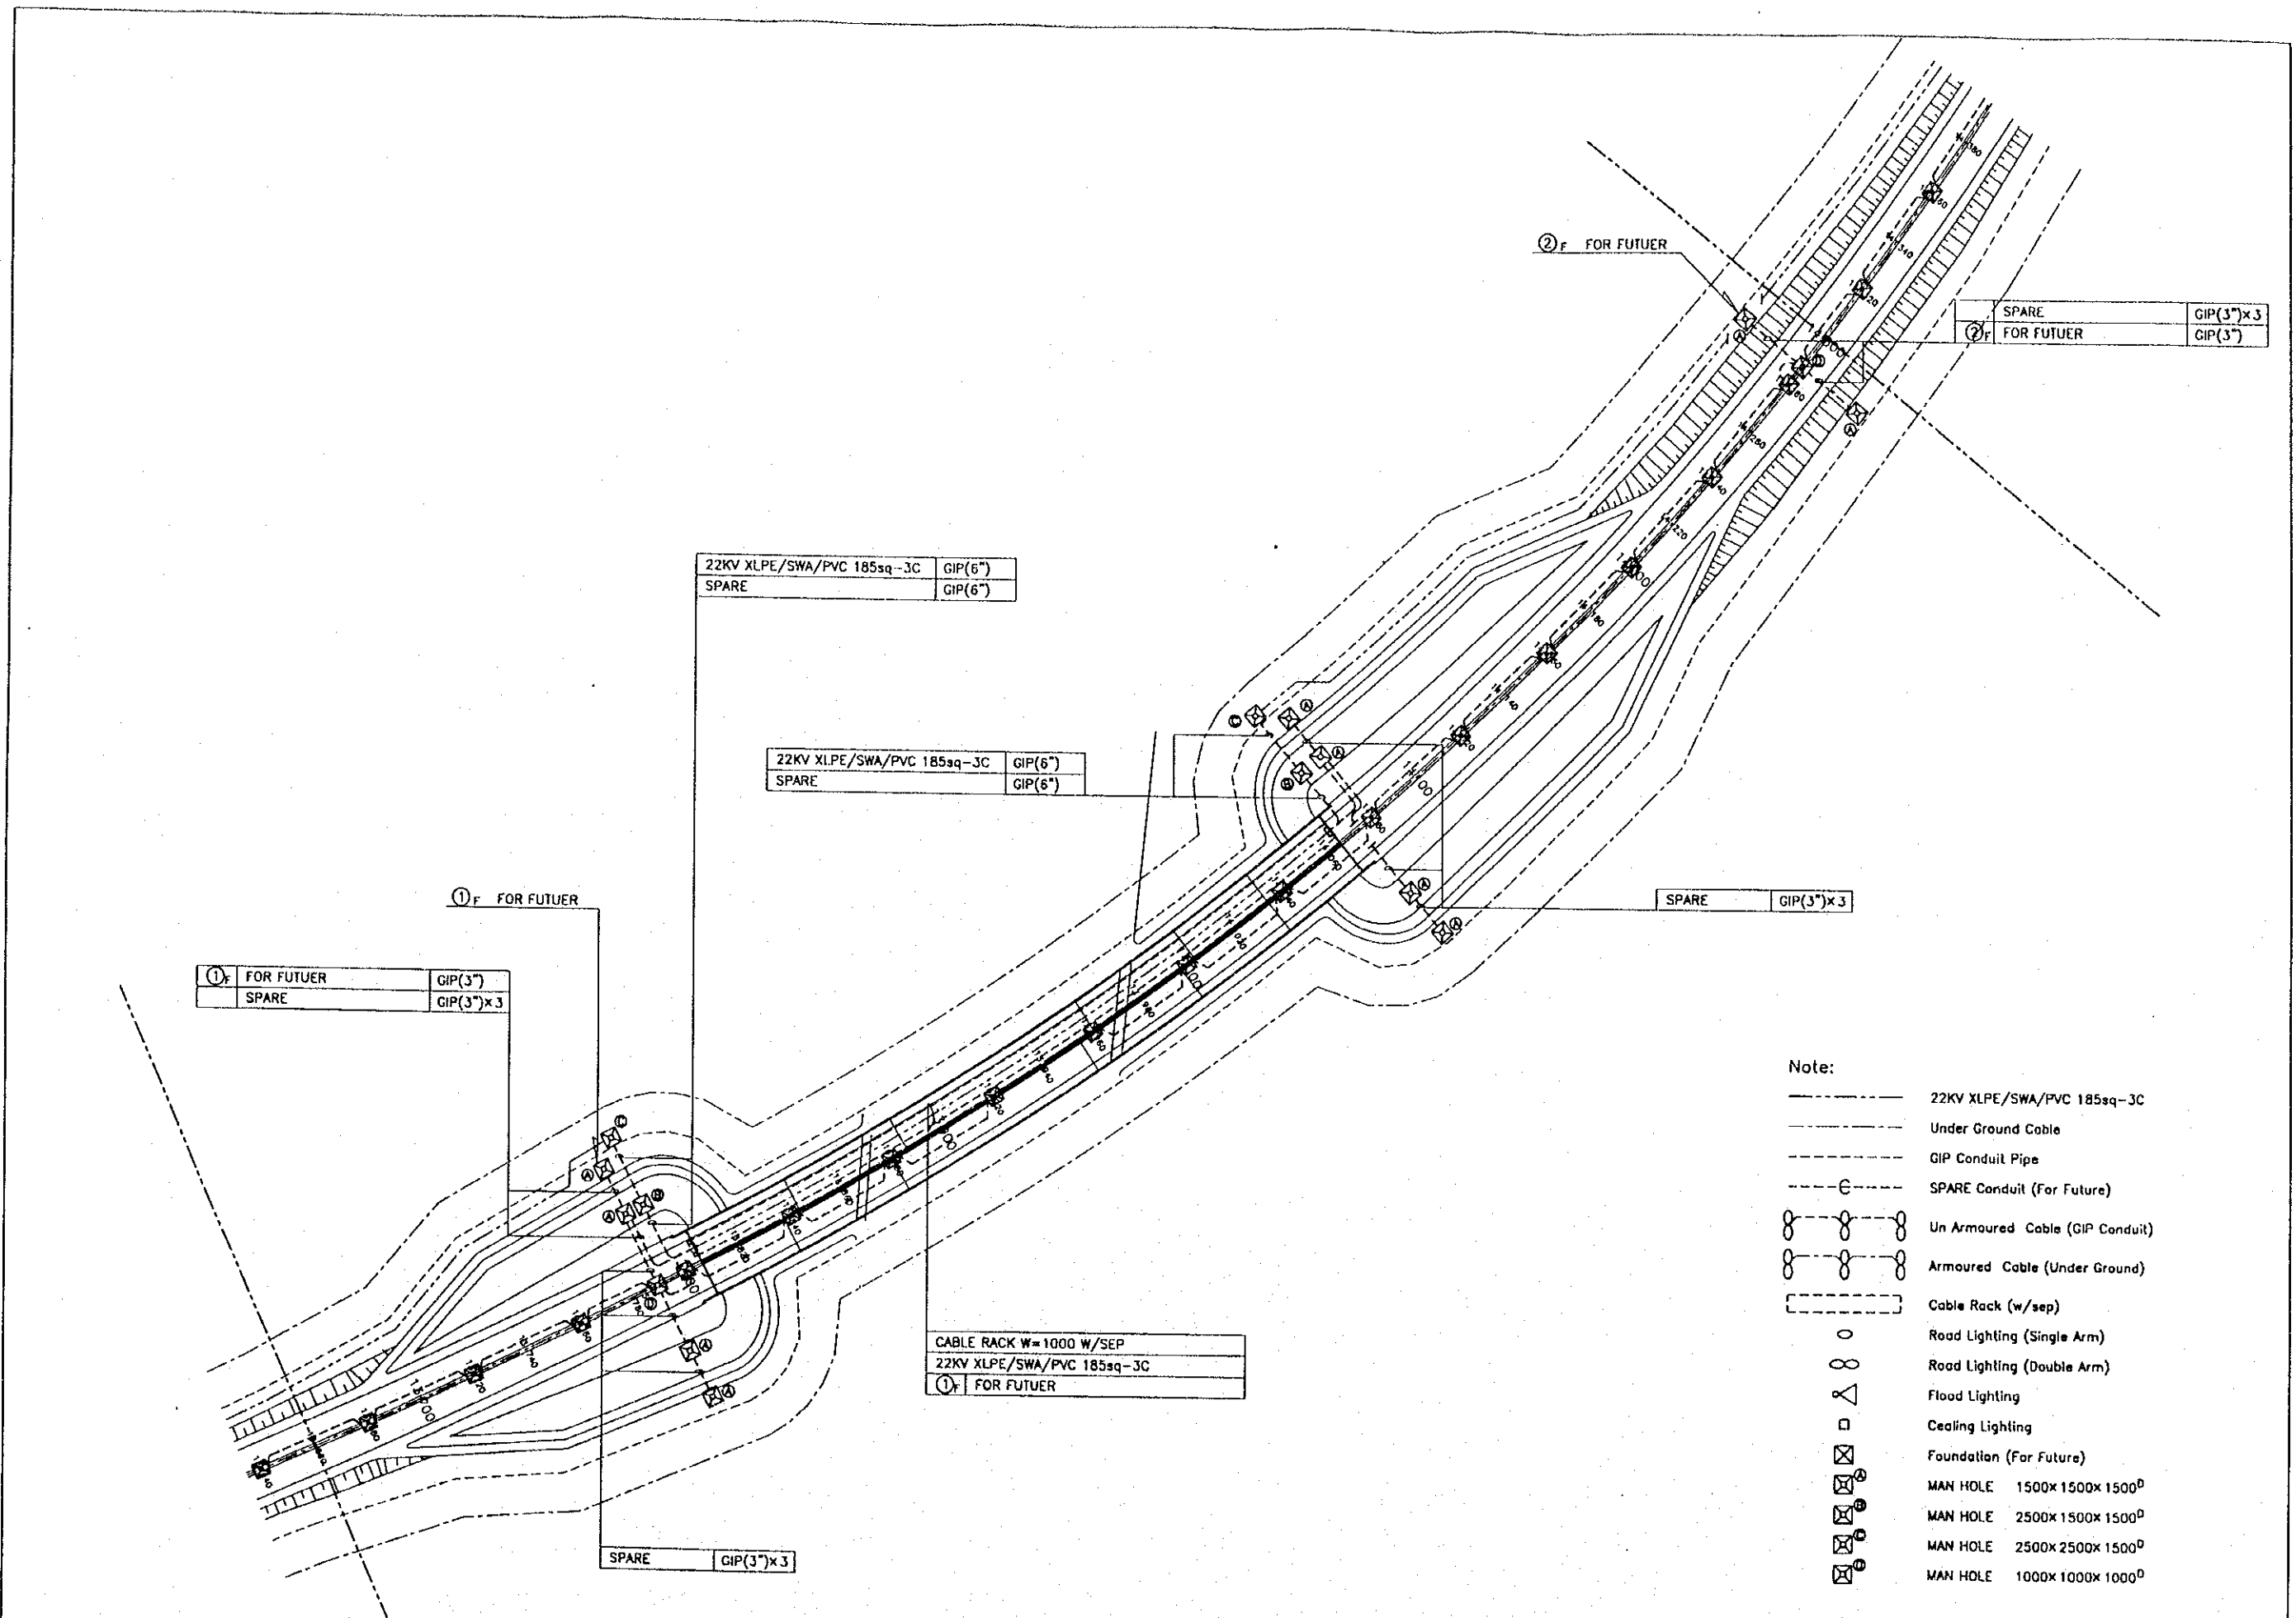 ② F FOR FUTUER
SPARE GIP(3")×3
② F FOR FUTUER GIP(3")
22KV XLPE/SWA/PVC 185sq-3C GIP(6")
SPARE GIP(6")
22KV XLPE/SWA/PVC 185sq-3C GIP(6")
SPARE GIP(6")
① F FOR FUTUER
SPARE GIP(3")×3
① F FOR FUTUER GIP(3")
SPARE GIP(3")×3
CABLE RACK W=1000 W/SEP
22KV XLPE/SWA/PVC 185sq-3C
① F FOR FUTUER
SPARE GIP(3")×3
Note:
22KV XLPE/SWA/PVC 185sq-3C
Under Ground Cable
GIP Conduit Pipe
SPARE Conduit (For Future)
Un Armoured Cable (GIP Conduit)
Armoured Cable (Under Ground)
Cable Rack (w/sep)
Road Lighting (Single Arm)
Road Lighting (Double Arm)
Flood Lighting
Cealing Lighting
Foundation (For Future)
Ⓐ MAN HOLE 1500×1500×1500D
Ⓑ MAN HOLE 2500×1500×1500D
Ⓒ MAN HOLE 2500×2500×1500D
Ⓓ MAN HOLE 1000×1000×1000D